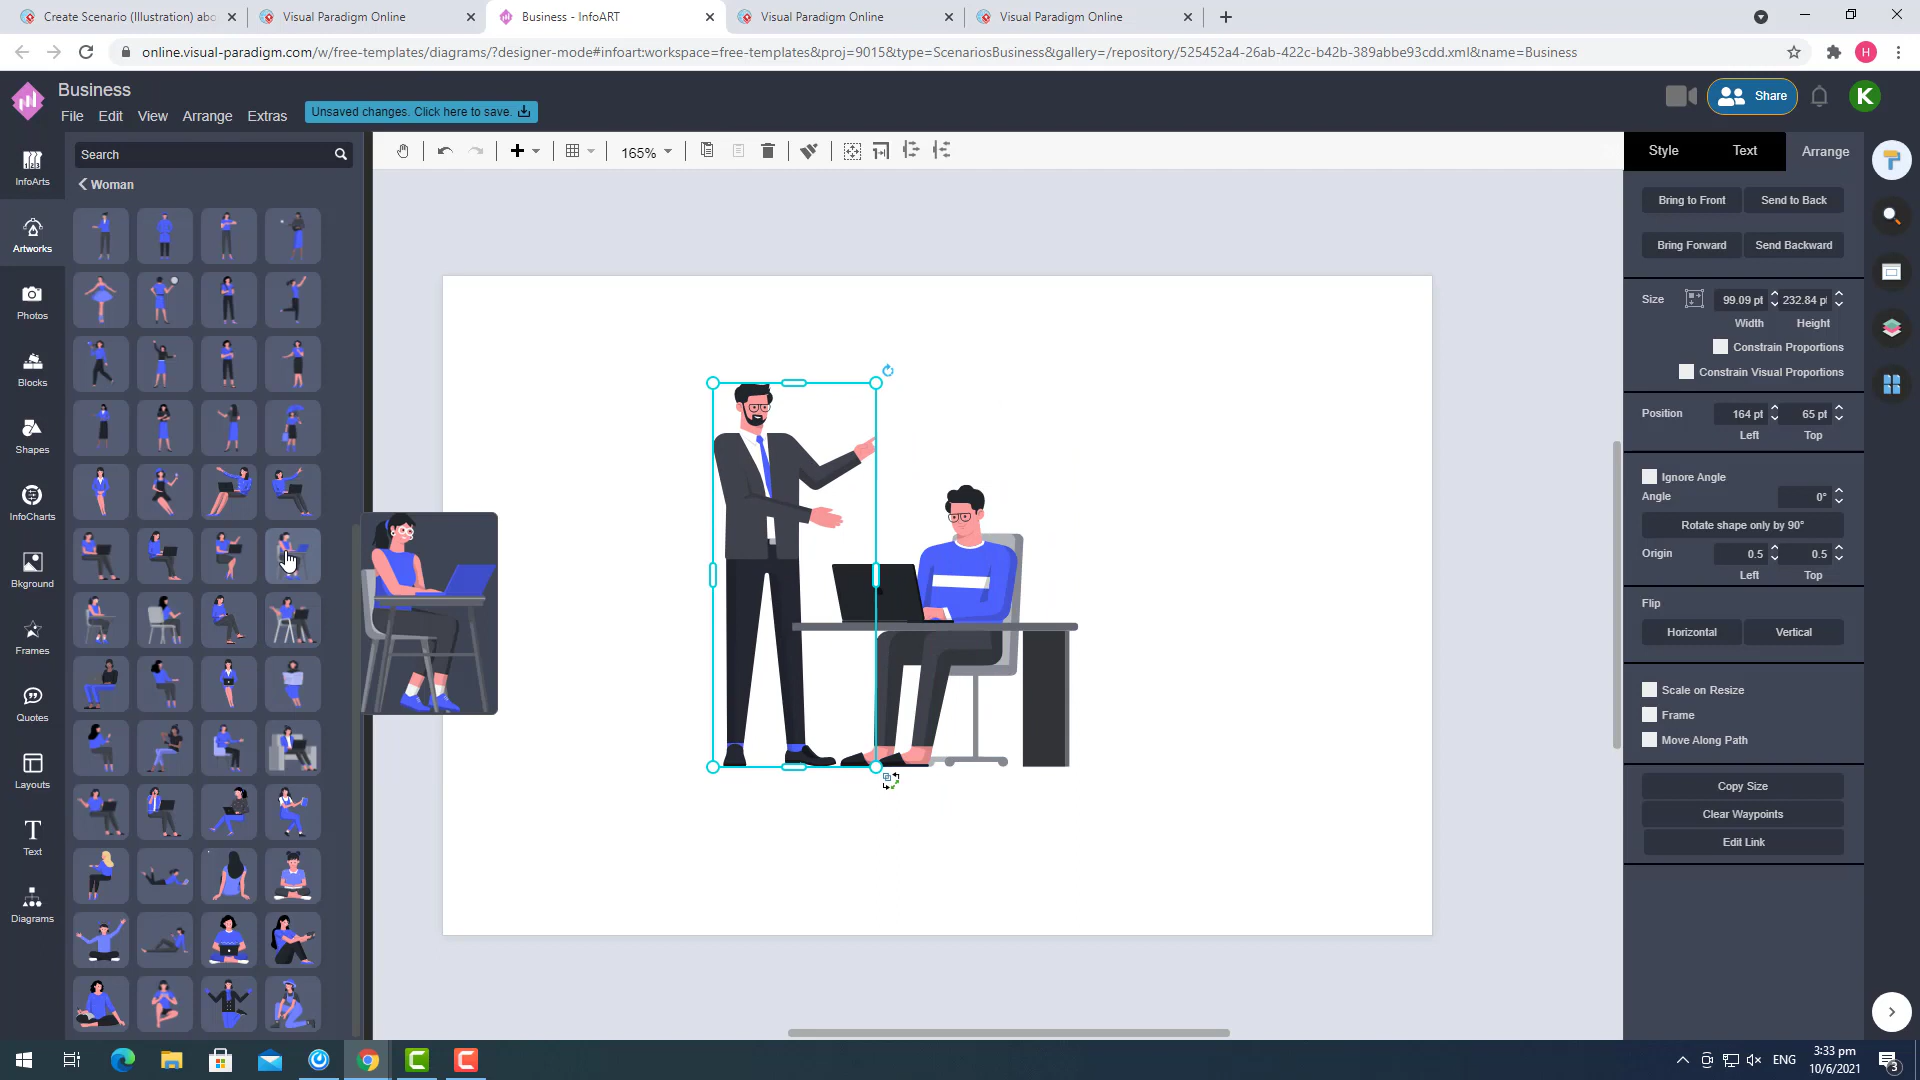 Create Scenario (Illustration) abo
Visual Paradigm Online
Business - InfoART
Visual Paradigm Online
Visual Paradigm Online
online.visual-paradigm.com/w/free-templates/diagrams/?designer-mode#infoart:workspace=free-templates&proj=9015&type=ScenariosBusiness&gallery=/repository/525452a4-26ab-422c-b42b-389abbe93cdd.xml&name=Business
H
Business
File Edit View Arrange Extras
Unsaved changes. Click here to save.
Share
K
Search
Woman
InfoArts
Artworks
Photos
Blocks
Shapes
InfoCharts
Bkground
Frames
Quotes
Layouts
Text
Diagrams
165%
Style Text Arrange
Bring to Front Send to Back
Bring Forward Send Backward
Size 99.09 pt 232.84 pt
Width Height
Constrain Proportions
Constrain Visual Proportions
Position 164 pt 65 pt
Left Top
Ignore Angle
Angle 0°
Rotate shape only by 90°
Origin 0.5 0.5
Left Top
Flip
Horizontal Vertical
Scale on Resize
Frame
Move Along Path
Copy Size
Clear Waypoints
Edit Link
ENG
3:33 pm
10/6/2021
3